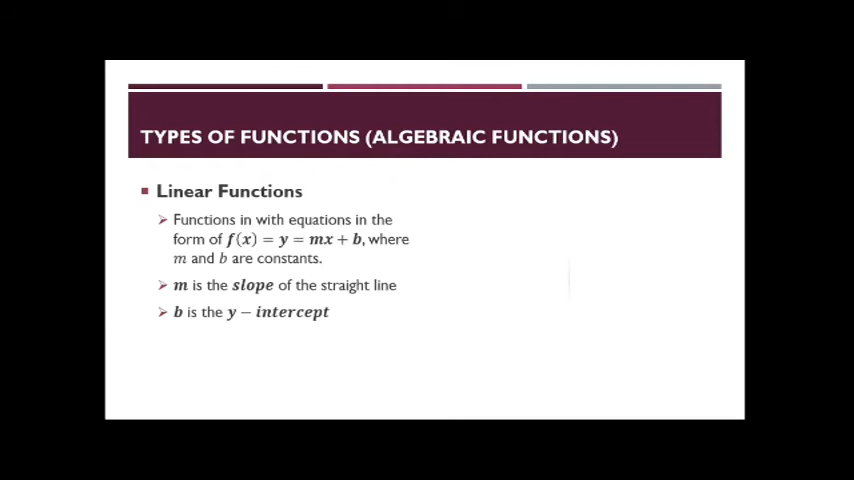 TYPES OF FUNCTIONS (ALGEBRAIC FUNCTIONS)
Linear Functions
Functions in with equations in the
form of f(x) = y = mx + b, where
m and b are constants.
m is the slope of the straight line
b is the y − intercept